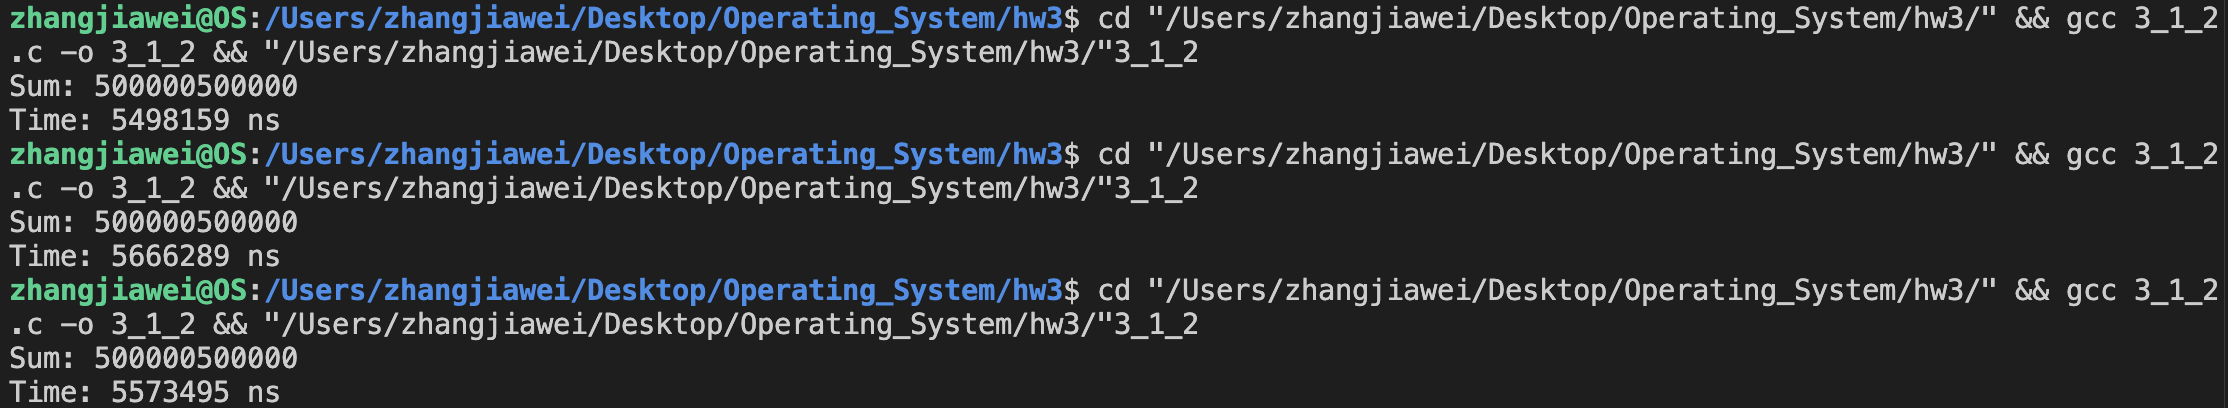 zhangjiawei@OS:/Users/zhangjiawei/Desktop/Operating_System/hw3$ cd "/Users/zhangjiawei/Desktop/Operating_System/hw3/" && gcc 3_1_2
.c -o 3_1_2 && "/Users/zhangjiawei/Desktop/Operating_System/hw3/"3_1_2
Sum: 500000500000
Time: 5498159 ns
zhangjiawei@OS:/Users/zhangjiawei/Desktop/Operating_System/hw3$ cd "/Users/zhangjiawei/Desktop/Operating_System/hw3/" && gcc 3_1_2
.c -o 3_1_2 && "/Users/zhangjiawei/Desktop/Operating_System/hw3/"3_1_2
Sum: 500000500000
Time: 5666289 ns
zhangjiawei@OS:/Users/zhangjiawei/Desktop/Operating_System/hw3$ cd "/Users/zhangjiawei/Desktop/Operating_System/hw3/" && gcc 3_1_2
.c -o 3_1_2 && "/Users/zhangjiawei/Desktop/Operating_System/hw3/"3_1_2
Sum: 500000500000
Time: 5573495 ns